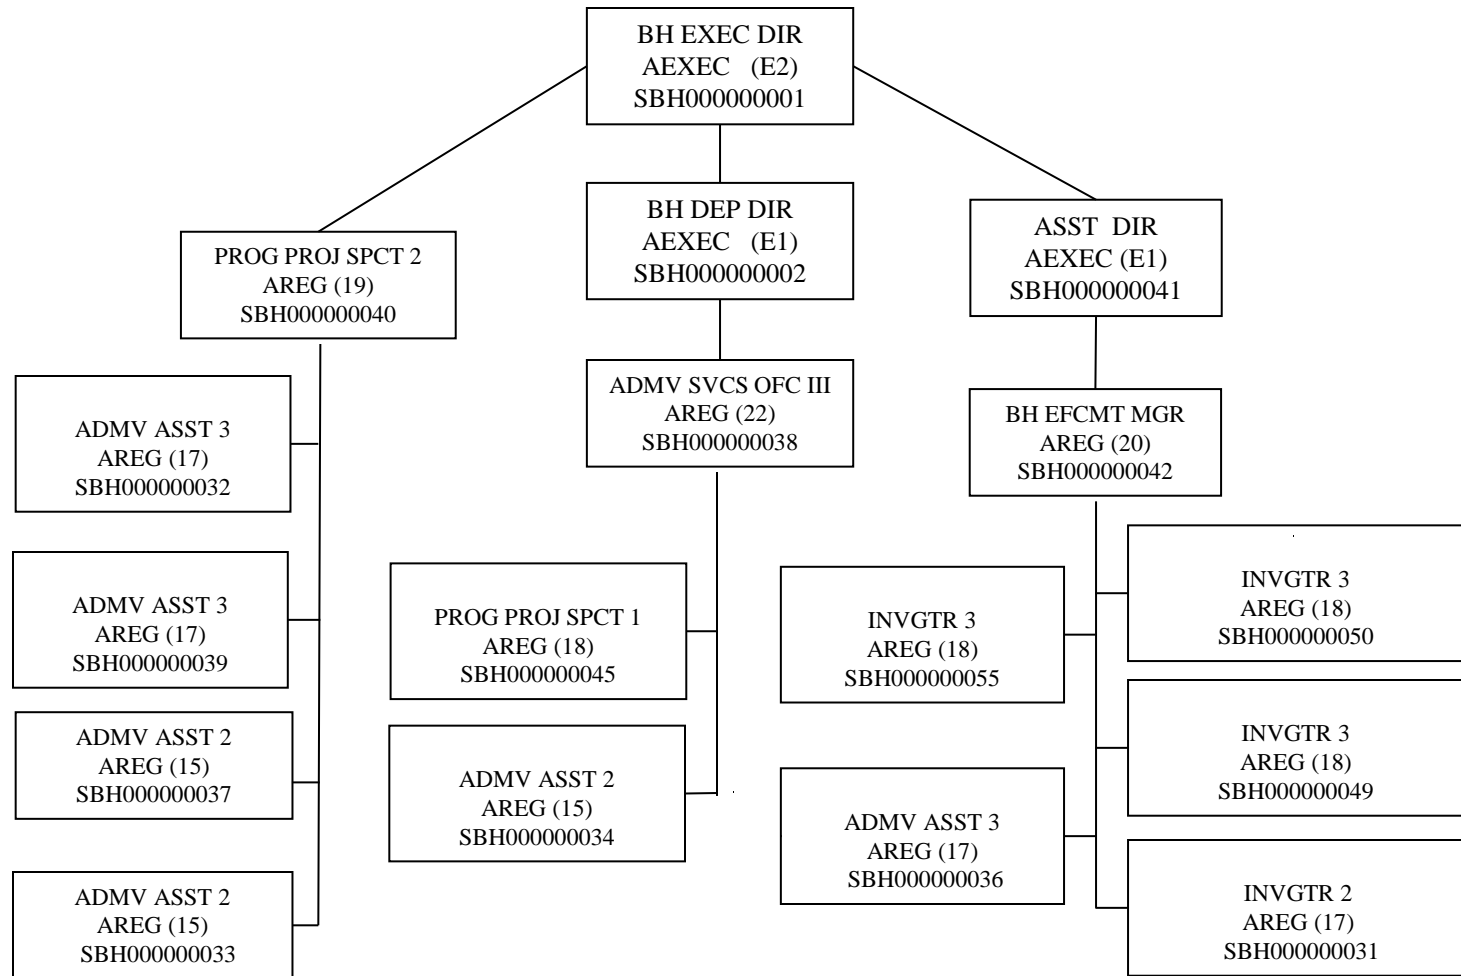 BH EXEC DIR
AEXEC (E2)
SBH000000001
BH DEP DIR
AEXEC (E1)
SBH000000002
ASST DIR
AEXEC (E1)
SBH000000041
PROG PROJ SPCT 2
AREG (19)
SBH000000040
ADMV SVCS OFC III
AREG (22)
SBH000000038
BH EFCMT MGR
AREG (20)
SBH000000042
ADMV ASST 3
AREG (17)
SBH000000032
ADMV ASST 3
AREG (17)
SBH000000039
ADMV ASST 2
AREG (15)
SBH000000037
ADMV ASST 2
AREG (15)
SBH000000033
PROG PROJ SPCT 1
AREG (18)
SBH000000045
ADMV ASST 2
AREG (15)
SBH000000034
INVGTR 3
AREG (18)
SBH000000055
ADMV ASST 3
AREG (17)
SBH000000036
INVGTR 3
AREG (18)
SBH000000050
INVGTR 3
AREG (18)
SBH000000049
INVGTR 2
AREG (17)
SBH000000031